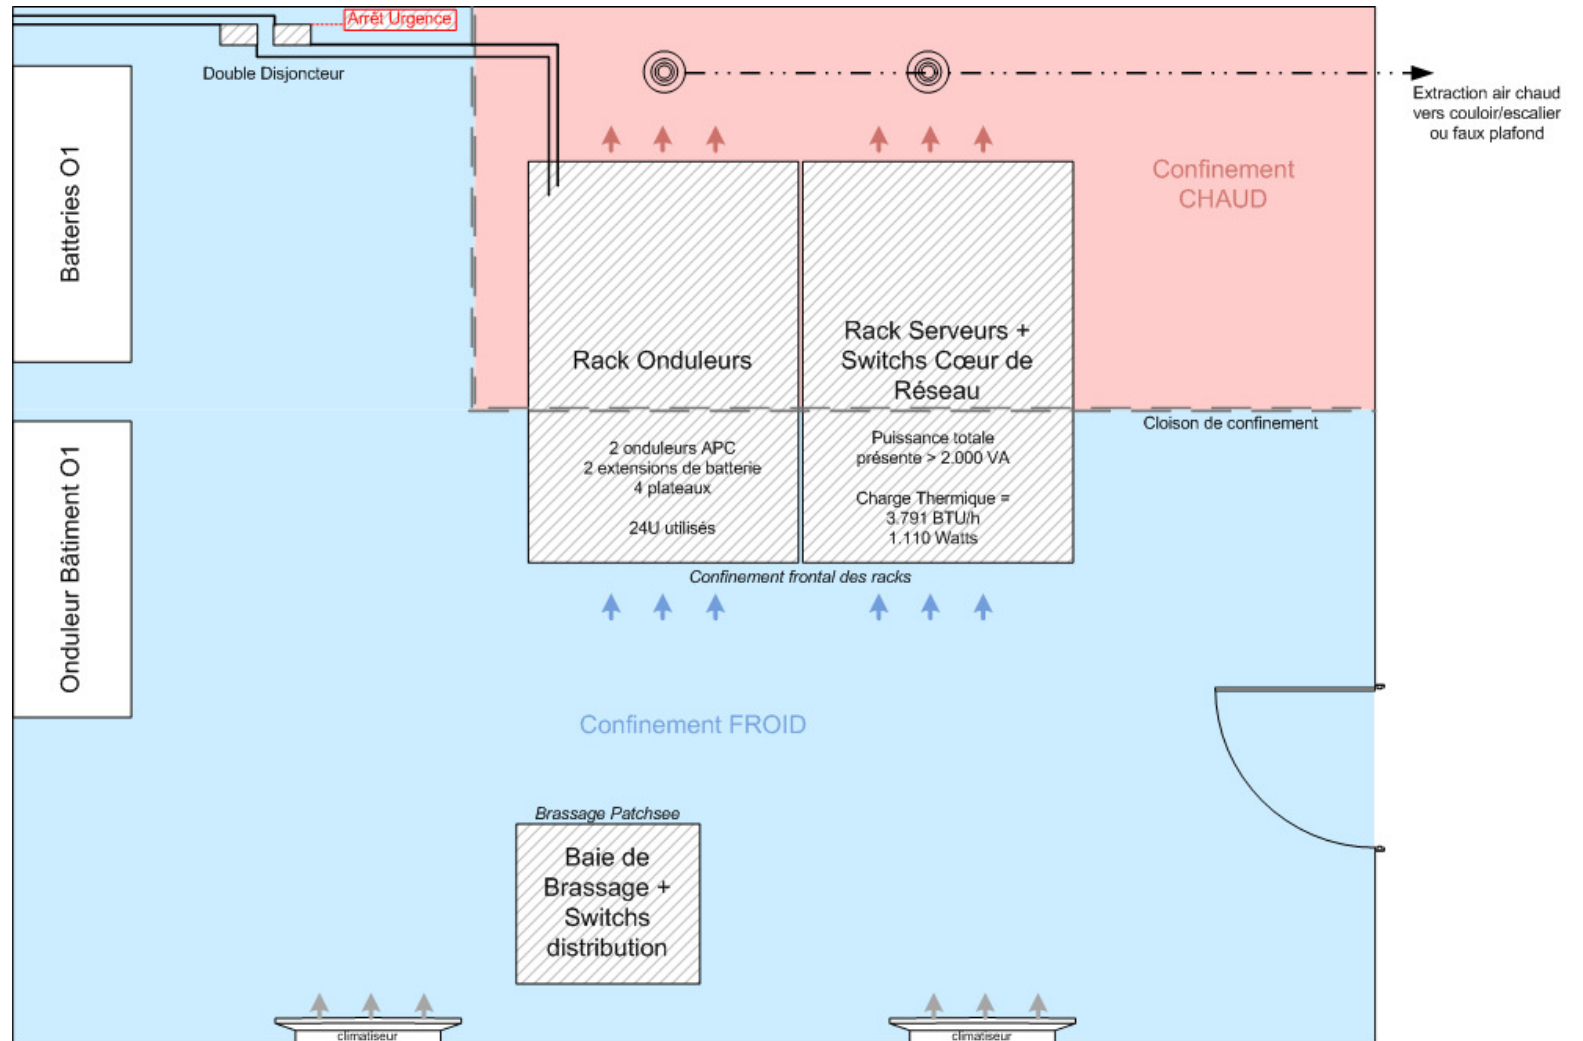 Arrêt Urgence
Double Disjoncteur
Extraction air chaud
vers couloir/escalier
ou faux plafond
Batteries O1
Confinement
CHAUD
Rack Onduleurs
Rack Serveurs +
Switchs Cœur de
Réseau
Cloison de confinement
2 onduleurs APC
2 extensions de batterie
4 plateaux
24U utilisés
Puissance totale
présente > 2.000 VA
Charge Thermique =
3.791 BTU/h
1.110 Watts
Onduleur Bâtiment O1
Confinement frontal des racks
Confinement FROID
Brassage Patchsee
Baie de
Brassage +
Switchs
distribution
climatiseur
climatiseur